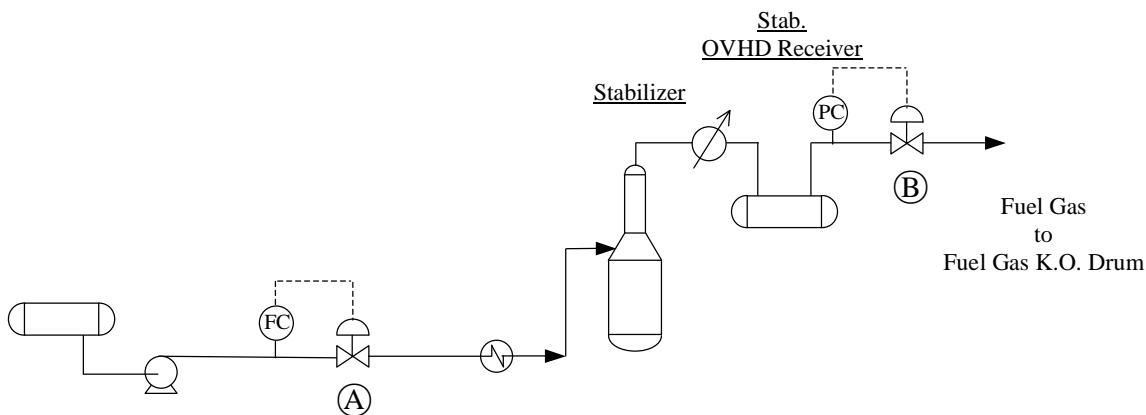 Stab.
OVHD Receiver
Stabilizer
PC
B
Fuel Gas
to
Fuel Gas K.O. Drum
FC
A